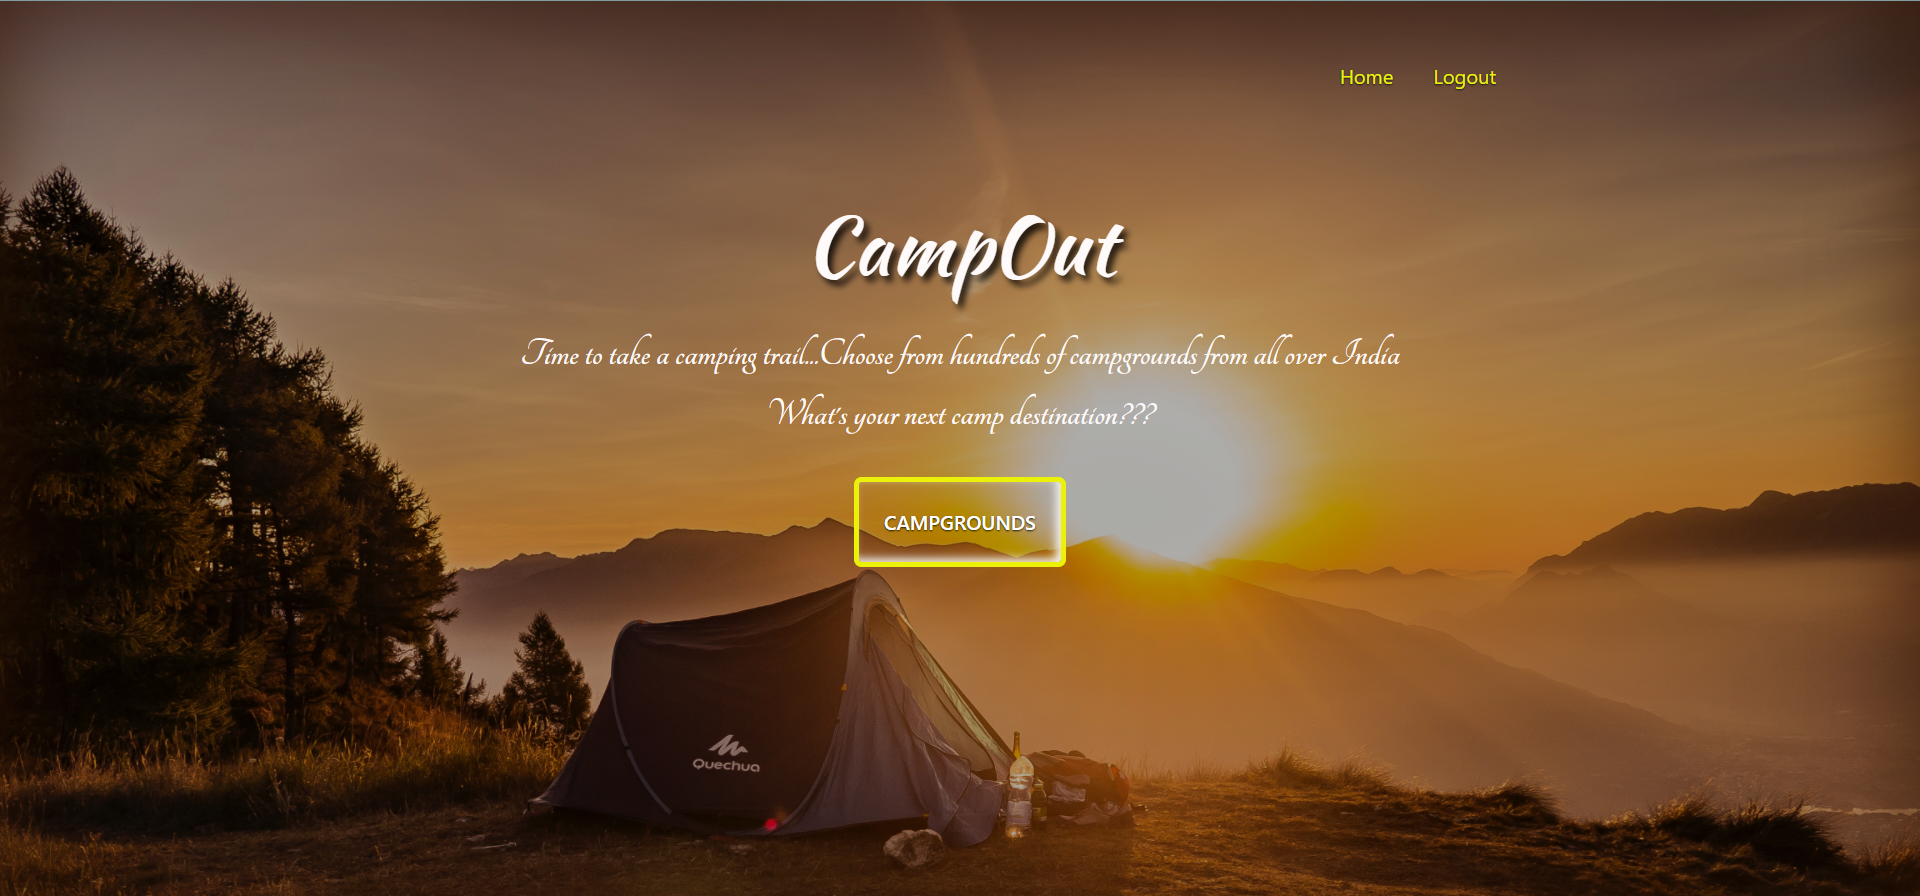 Home Logout
CampOut
Time to take a camping trail...Choose from hundreds of campgrounds from all over India
What's your next camp destination???
CAMPGROUNDS
Quechua